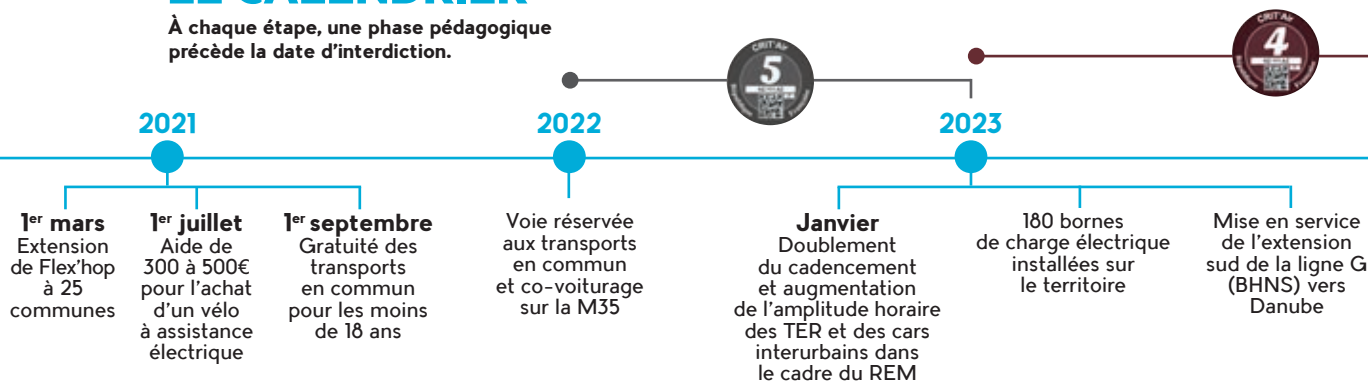 À chaque étape, une phase pédagogique
précède la date d'interdiction.
CRIT'Air
5
CRIT'Air
4
2021
1er mars
Extension
de Flex'hop
à 25
communes
1er juillet
Aide de
300 à 500€
pour l'achat
d'un vélo
à assistance
électrique
1er septembre
Gratuité des
transports
en commun
pour les moins
de 18 ans
2022
Voie réservée
aux transports
en commun
et co-voiturage
sur la M35
2023
Janvier
Doublement
du cadencement
et augmentation
de l'amplitude horaire
des TER et des cars
interurbains dans
le cadre du REM
180 bornes
de charge électrique
installées sur
le territoire
Mise en service
de l'extension
sud de la ligne G
(BHNS) vers
Danube